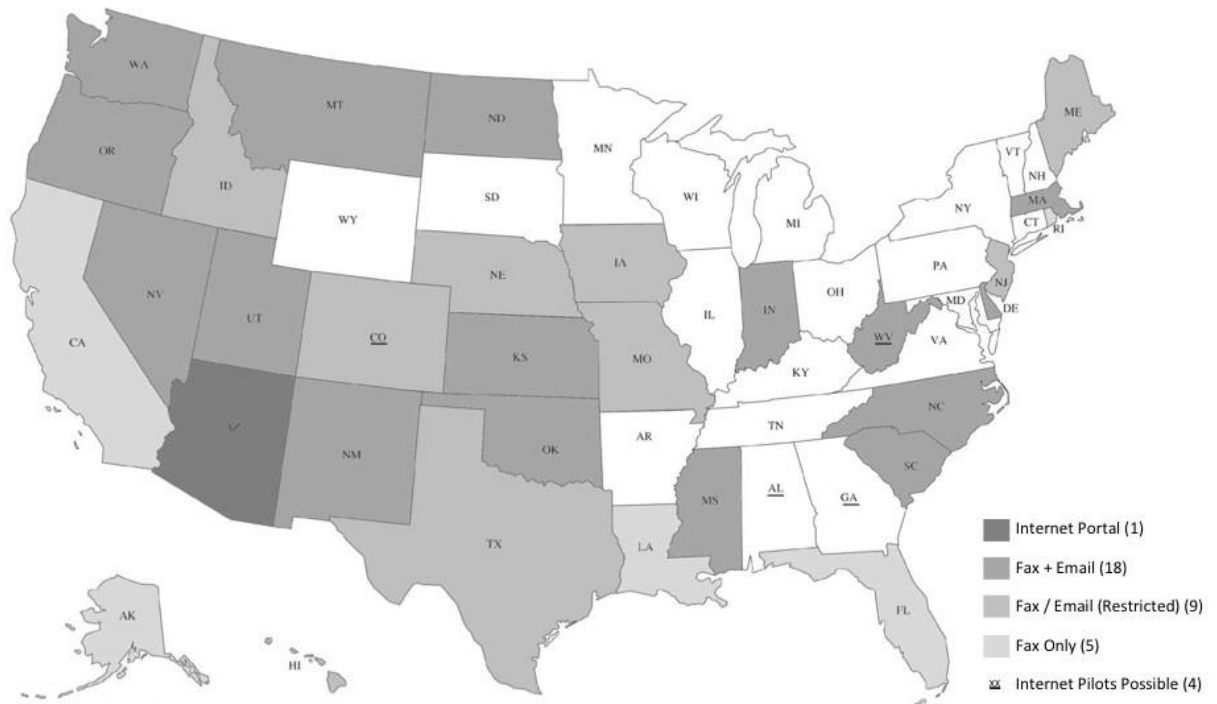 WA
MT
ND
MN
ME
OR
ID
WI
VT
NH
SD
WY
MI
NY
MA
CT
RI
NE
IA
PA
NJ
NV
UT
CO
IL
IN
OH
MD
DE
CA
KS
MO
WV
VA
KY
NC
TN
AZ
NM
OK
AR
SC
MS
AL
GA
TX
LA
FL
AK
HI
Internet Portal (1)
Fax + Email (18)
Fax / Email (Restricted) (9)
Fax Only (5)
XX Internet Pilots Possible (4)